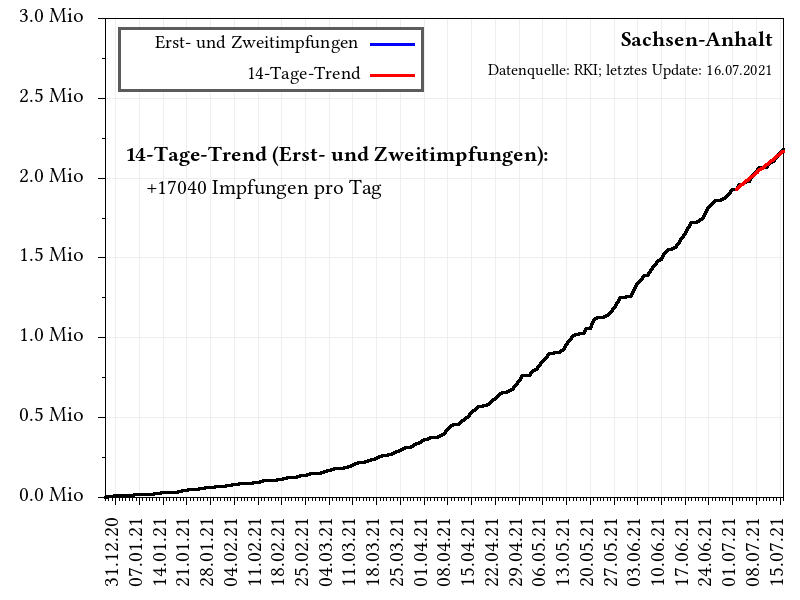 3.0 Mio
2.5 Mio
2.0 Mio
1.5 Mio
1.0 Mio
0.5 Mio
0.0 Mio
Erst- und Zweitimpfungen
14-Tage-Trend
Sachsen-Anhalt
Datenquelle: RKI; letztes Update: 16.07.2021
14-Tage-Trend (Erst- und Zweitimpfungen):
+17040 Impfungen pro Tag
31.12.20
07.01.21
14.01.21
21.01.21
28.01.21
04.02.21
11.02.21
18.02.21
25.02.21
04.03.21
11.03.21
18.03.21
25.03.21
01.04.21
08.04.21
15.04.21
22.04.21
29.04.21
06.05.21
13.05.21
20.05.21
27.05.21
03.06.21
10.06.21
17.06.21
24.06.21
01.07.21
08.07.21
15.07.21